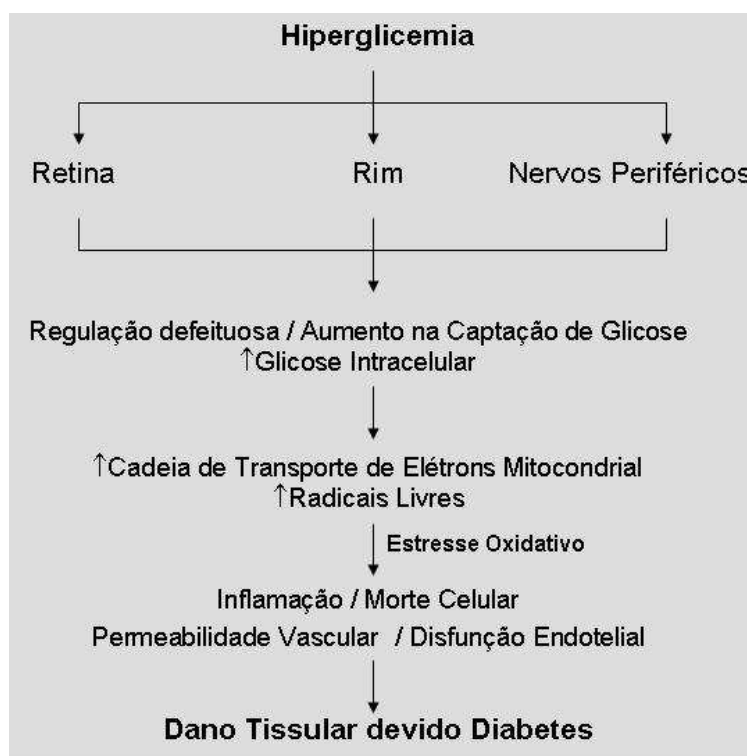 Hiperglicemia
Retina Rim Nervos Periféricos
Regulação defeituosa / Aumento na Captação de Glicose
↑Glicose Intracelular
↑Cadeia de Transporte de Elétrons Mitocondrial
↑Radicais Livres
Estresse Oxidativo
Inflamação / Morte Celular
Permeabilidade Vascular / Disfunção Endotelial
Dano Tissular devido Diabetes